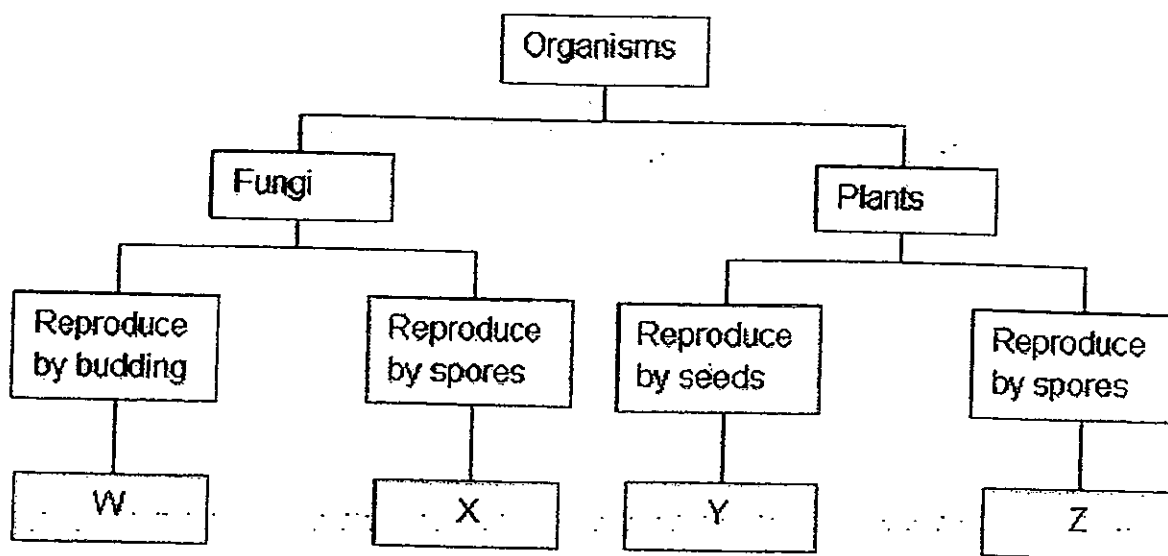 Organisms
Fungi
Plants
Reproduce
by budding
Reproduce
by spores
Reproduce
by seeds
Reproduce
by spores
W
X
Y
Z